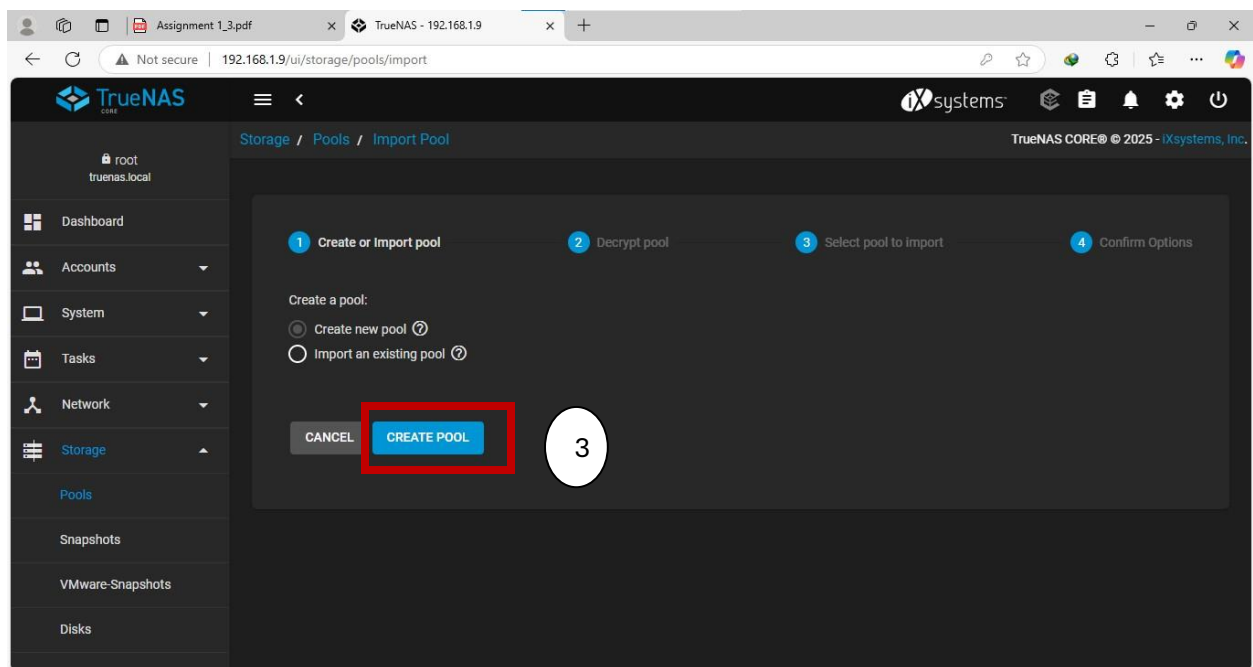 Assignment 1_3.pdf
TrueNAS - 192.168.1.9
Not secure
192.168.1.9/ui/storage/pools/import
TrueNAS
CORE
iXsystems
Storage / Pools / Import Pool
TrueNAS CORE® © 2025 - iXsystems, Inc.
root
truenas.local
Dashboard
Accounts
System
Tasks
Network
Storage
Pools
Snapshots
VMware-Snapshots
Disks
1 Create or Import pool
2 Decrypt pool
3 Select pool to import
4 Confirm Options
Create a pool:
Create new pool
Import an existing pool
CANCEL
CREATE POOL
3